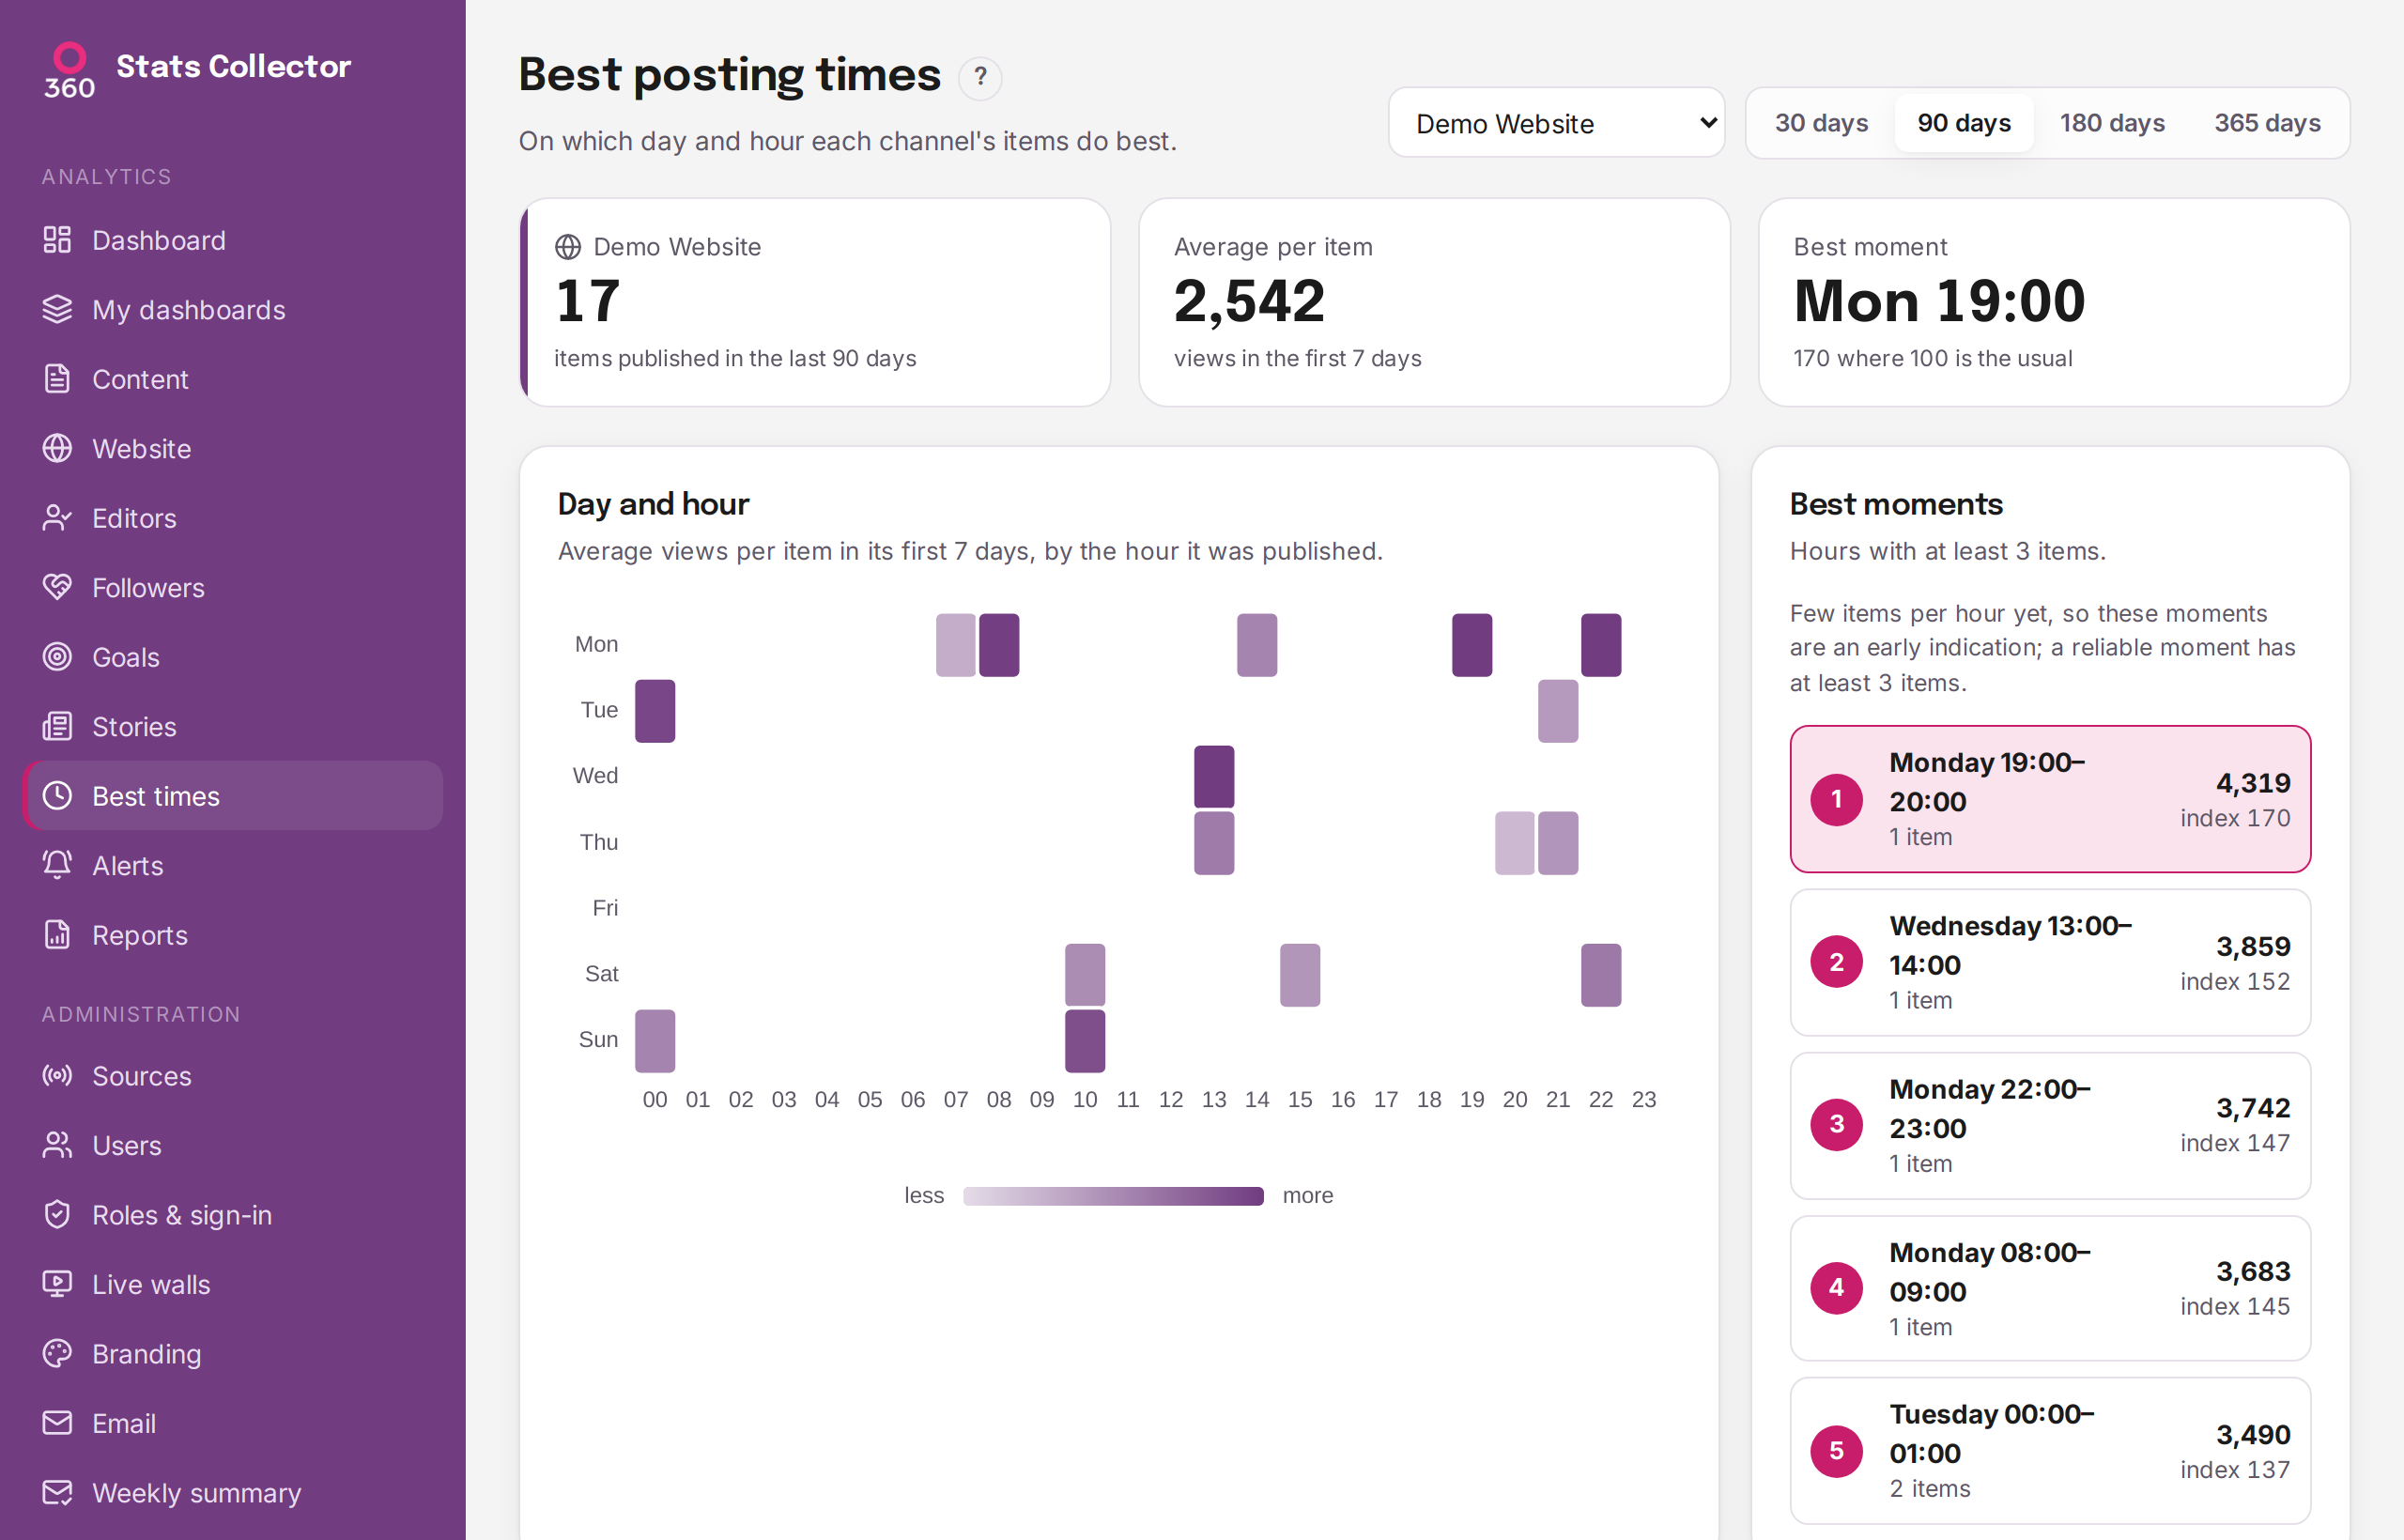 360
Stats Collector
ANALYTICS
Dashboard
My dashboards
Content
Website
Editors
Followers
Goals
Stories
Best times
Alerts
Reports
ADMINISTRATION
Sources
Users
Roles & sign-in
Live walls
Branding
Email
Weekly summary
Best posting times ?
On which day and hour each channel's items do best.
Demo Website
30 days 90 days 180 days 365 days
Demo Website
17
items published in the last 90 days
Average per item
2,542
views in the first 7 days
Best moment
Mon 19:00
170 where 100 is the usual
Day and hour
Average views per item in its first 7 days, by the hour it was published.
Mon
Tue
Wed
Thu
Fri
Sat
Sun
00 01 02 03 04 05 06 07 08 09 10 11 12 13 14 15 16 17 18 19 20 21 22 23
less more
Best moments
Hours with at least 3 items.
Few items per hour yet, so these moments
are an early indication; a reliable moment has
at least 3 items.
1
Monday 19:00–
20:00
1 item
4,319
index 170
2
Wednesday 13:00–
14:00
1 item
3,859
index 152
3
Monday 22:00–
23:00
1 item
3,742
index 147
4
Monday 08:00–
09:00
1 item
3,683
index 145
5
Tuesday 00:00–
01:00
2 items
3,490
index 137